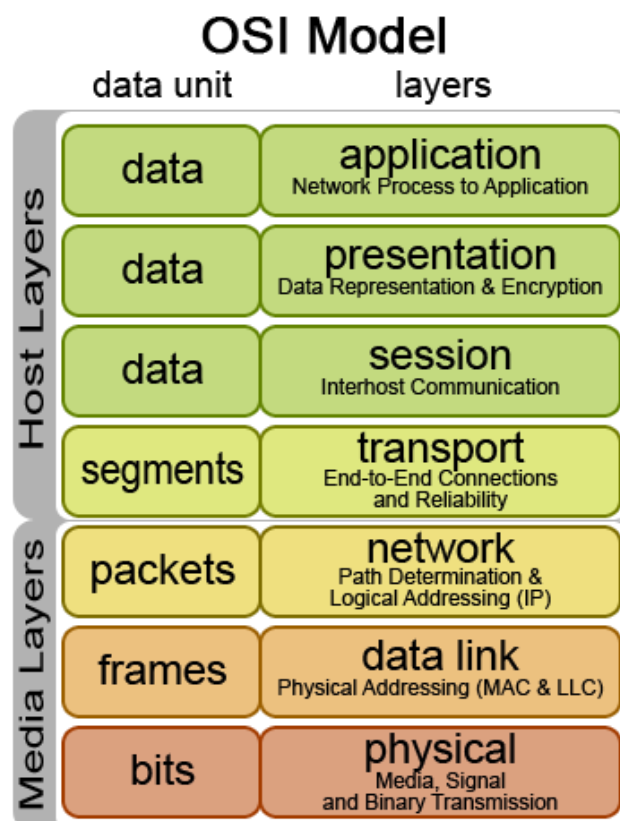 OSI Model
data unit layers
Host Layers
data application
Network Process to Application
data presentation
Data Representation & Encryption
data session
Interhost Communication
segments transport
End-to-End Connections
and Reliability
Media Layers
packets network
Path Determination &
Logical Addressing (IP)
frames data link
Physical Addressing (MAC & LLC)
bits physical
Media, Signal
and Binary Transmission